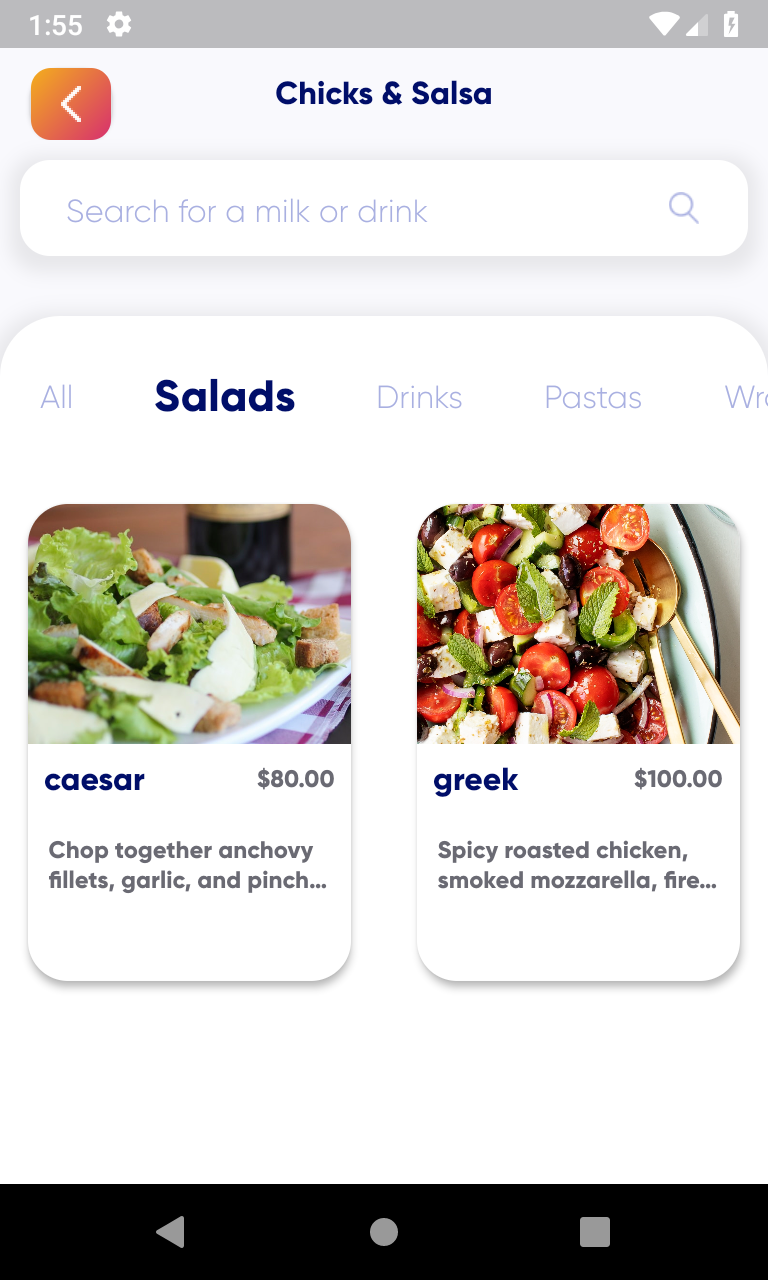 1:55
Chicks & Salsa
Search for a milk or drink
All Salads Drinks Pastas Wr
caesar $80.00
Chop together anchovy
fillets, garlic, and pinch...
greek $100.00
Spicy roasted chicken,
smoked mozzarella, fire...